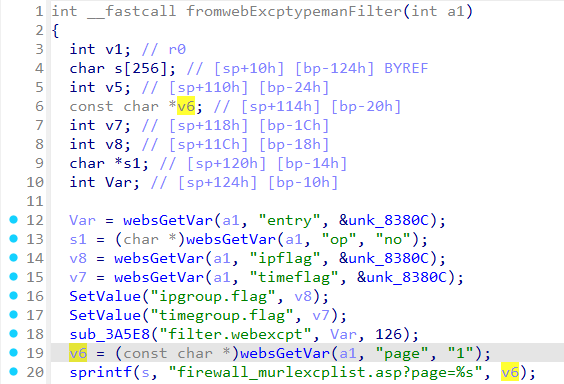 1 int __fastcall fromwebExcptypemanFilter(int a1)
2 {
3 int v1; // r0
4 char s[256]; // [sp+10h] [bp-124h] BYREF
5 int v5; // [sp+110h] [bp-24h]
6 const char *v6; // [sp+114h] [bp-20h]
7 int v7; // [sp+118h] [bp-1Ch]
8 int v8; // [sp+11Ch] [bp-18h]
9 char *s1; // [sp+120h] [bp-14h]
10 int Var; // [sp+124h] [bp-10h]
11
12 Var = websGetVar(a1, "entry", &unk_8380C);
13 s1 = (char *)websGetVar(a1, "op", "no");
14 v8 = websGetVar(a1, "ipflag", &unk_8380C);
15 v7 = websGetVar(a1, "timeflag", &unk_8380C);
16 SetValue("ipgroup.flag", v8);
17 SetValue("timegroup.flag", v7);
18 sub_3A5E8("filter.webexcpt", Var, 126);
19 v6 = (const char *)websGetVar(a1, "page", "1");
20 sprintf(s, "firewall_murlexcplist.asp?page=%s", v6);